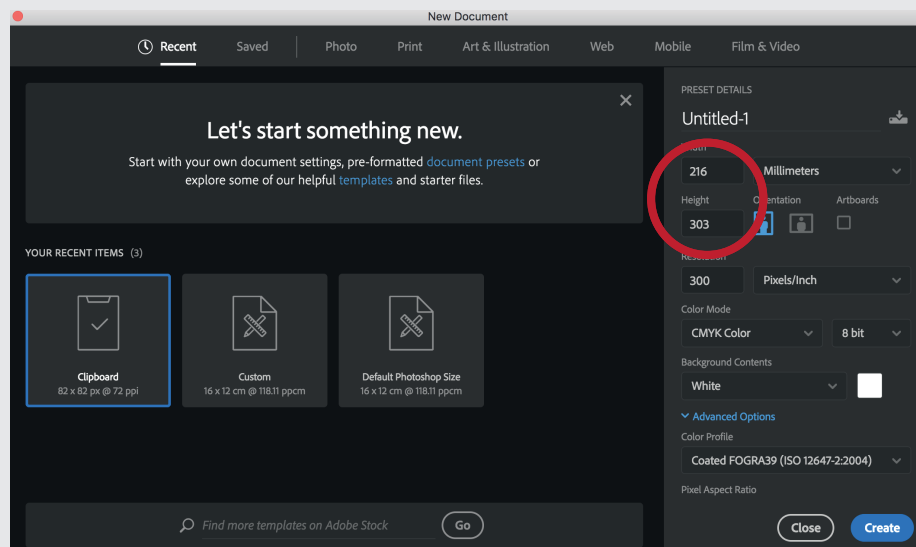 New Document
Recent Saved Photo Print Art & Illustration Web Mobile Film & Video
Let's start something new.
Start with your own document settings, pre-formatted document presets or
explore some of our helpful templates and starter files.
YOUR RECENT ITEMS (3)
Clipboard
82 x 82 px @ 72 ppi
Custom
16 x 12 cm @ 118.11 ppcm
Default Photoshop Size
16 x 12 cm @ 118.11 ppcm
Find more templates on Adobe Stock Go
PRESET DETAILS
Untitled-1
Width
216 Millimeters
Height Orientation Artboards
303
Resolution
300 Pixels/Inch
Color Mode
CMYK Color 8 bit
Background Contents
White
Advanced Options
Color Profile
Coated FOGRA39 (ISO 12647-2:2004)
Pixel Aspect Ratio
Close Create